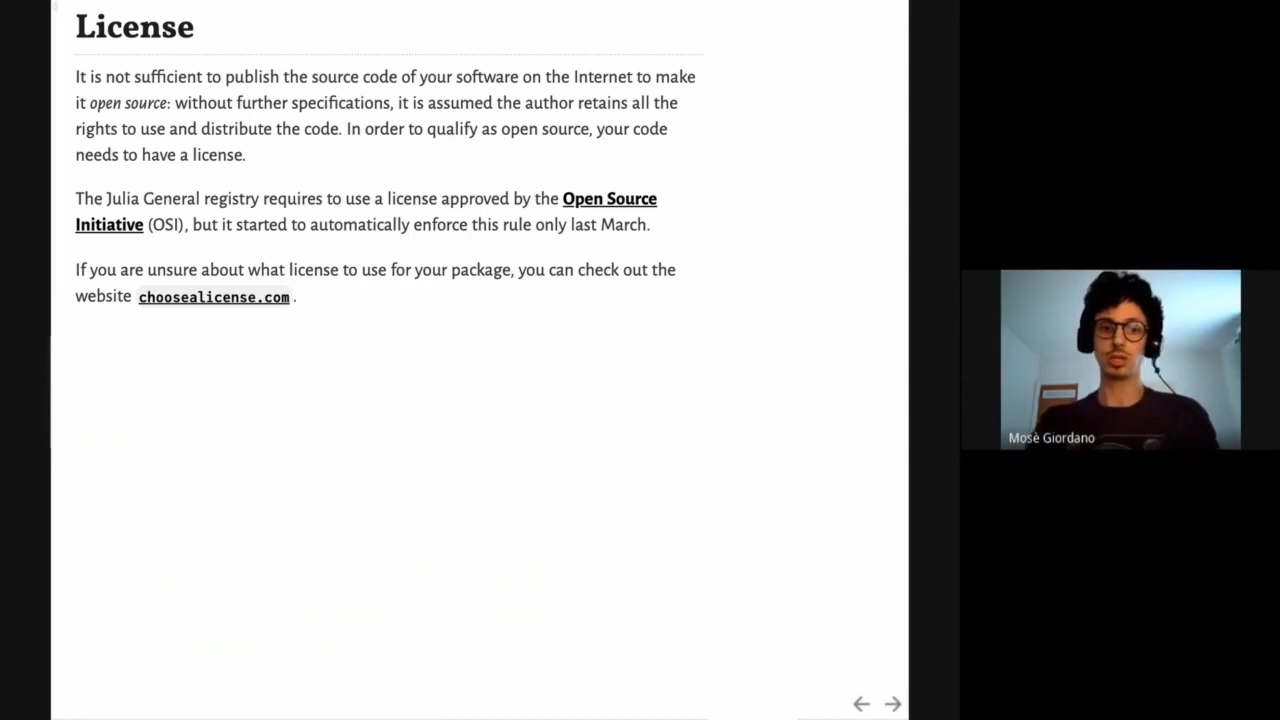 License
It is not sufficient to publish the source code of your software on the Internet to make
it open source: without further specifications, it is assumed the author retains all the
rights to use and distribute the code. In order to qualify as open source, your code
needs to have a license.
The Julia General registry requires to use a license approved by the Open Source
Initiative (OSI), but it started to automatically enforce this rule only last March.
If you are unsure about what license to use for your package, you can check out the
website choosealicense.com.
Mosè Giordano